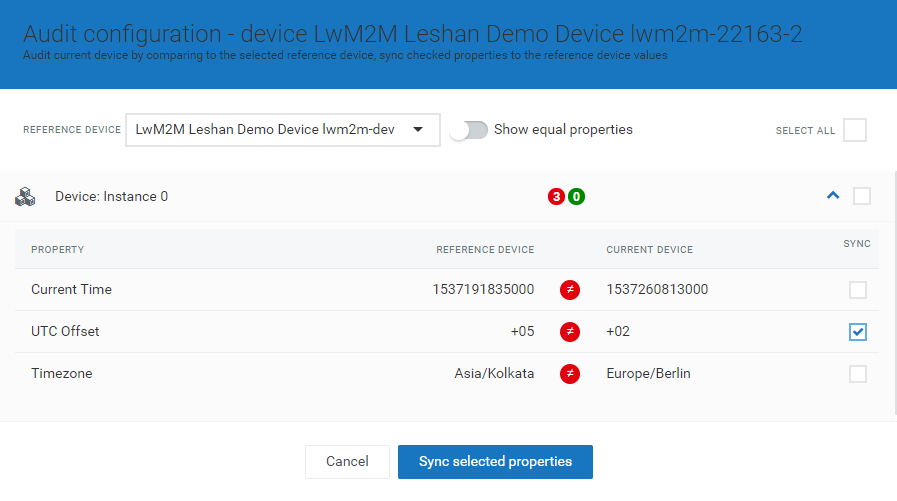 Audit configuration - device LwM2M Leshan Demo Device lwm2m-22163-2
Audit current device by comparing to the selected reference device, sync checked properties to the reference device values
REFERENCE DEVICE LwM2M Leshan Demo Device lwm2m-dev Show equal properties SELECT ALL
Device: Instance 0 3 0
PROPERTY REFERENCE DEVICE CURRENT DEVICE SYNC
Current Time 1537191835000 ≠ 1537260813000
UTC Offset +05 ≠ +02
Timezone Asia/Kolkata ≠ Europe/Berlin
Cancel Sync selected properties